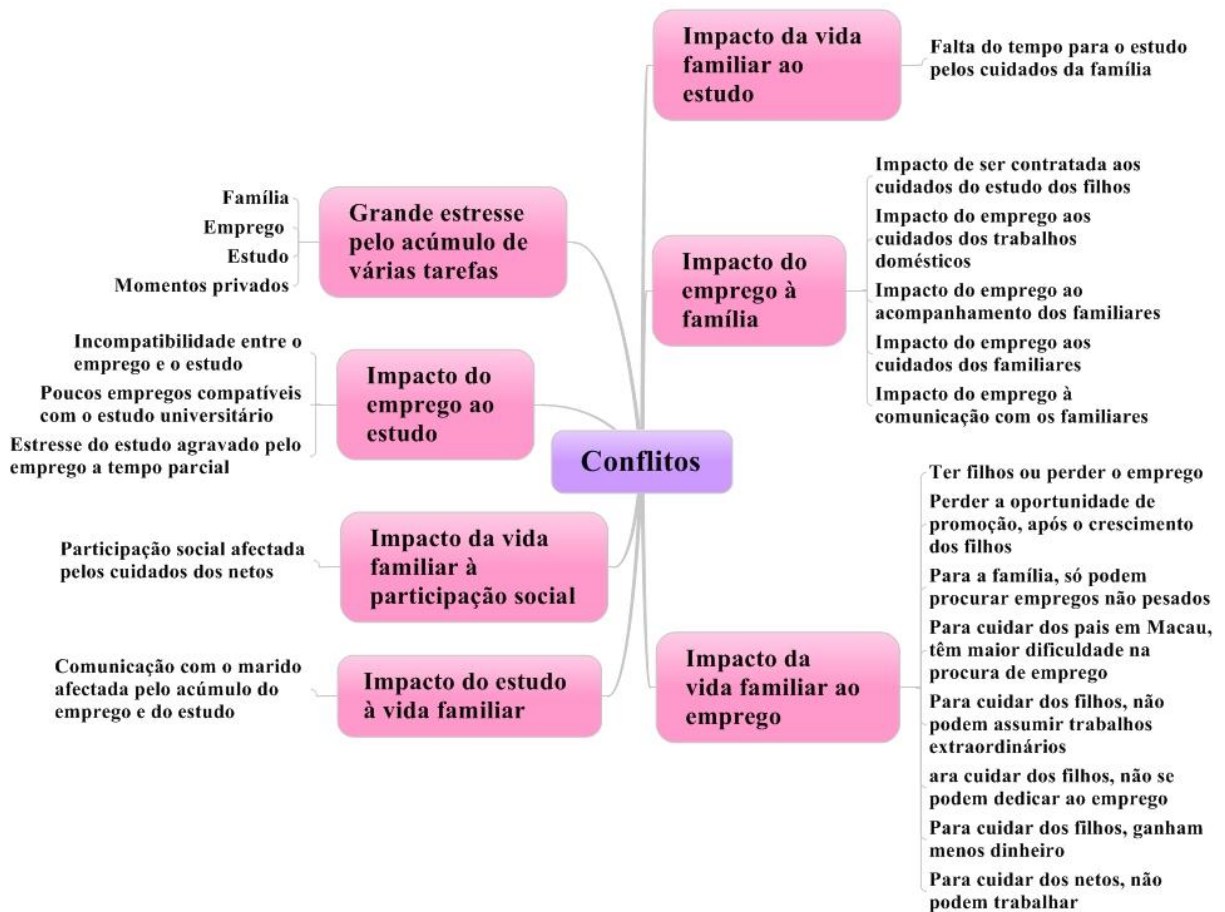 Conflitos
Impacto da vida
familiar ao
estudo
Falta do tempo para o estudo
pelos cuidados da família
Impacto do
emprego à
família
Impacto de ser contratada aos
cuidados do estudo dos filhos
Impacto do emprego aos
cuidados dos trabalhos
domésticos
Impacto do emprego ao
acompanhamento dos familiares
Impacto do emprego aos
cuidados dos familiares
Impacto do emprego à
comunicação com os familiares
Impacto da
vida familiar ao
emprego
Ter filhos ou perder o emprego
Perder a oportunidade de
promoção, após o crescimento
dos filhos
Para a família, só podem
procurar empregos não pesados
Para cuidar dos pais em Macau,
têm maior dificuldade na
procura de emprego
Para cuidar dos filhos, não
podem assumir trabalhos
extraordinários
ara cuidar dos filhos, não se
podem dedicar ao emprego
Para cuidar dos filhos, ganham
menos dinheiro
Para cuidar dos netos, não
podem trabalhar
Grande estresse
pelo acúmulo de
várias tarefas
Família
Emprego
Estudo
Momentos privados
Impacto do
emprego ao
estudo
Incompatibilidade entre o
emprego e o estudo
Poucos empregos compatíveis
com o estudo universitário
Estresse do estudo agravado pelo
emprego a tempo parcial
Impacto da vida
familiar à
participação social
Participação social afectada
pelos cuidados dos netos
Impacto do estudo
à vida familiar
Comunicação com o marido
afectada pelo acúmulo do
emprego e do estudo